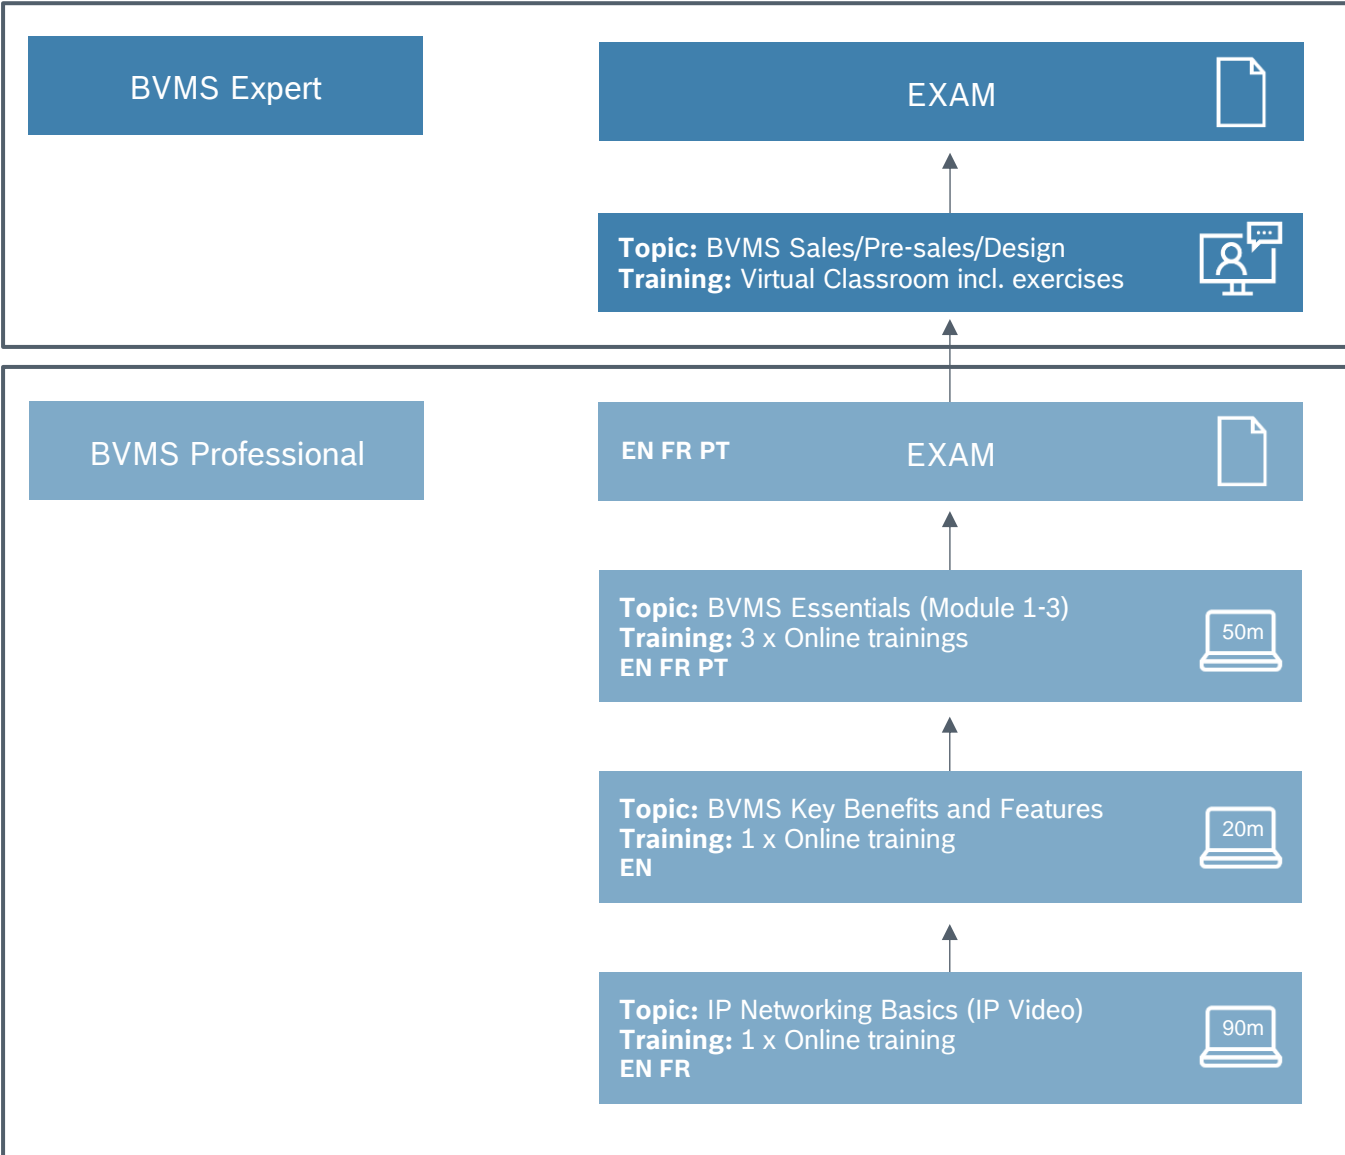 BVMS Expert
EXAM
Topic: BVMS Sales/Pre-sales/Design
Training: Virtual Classroom incl. exercises
BVMS Professional
EN FR PT
EXAM
Topic: BVMS Essentials (Module 1-3)
Training: 3 x Online trainings
EN FR PT
50m
Topic: BVMS Key Benefits and Features
Training: 1 x Online training
EN
20m
Topic: IP Networking Basics (IP Video)
Training: 1 x Online training
EN FR
90m